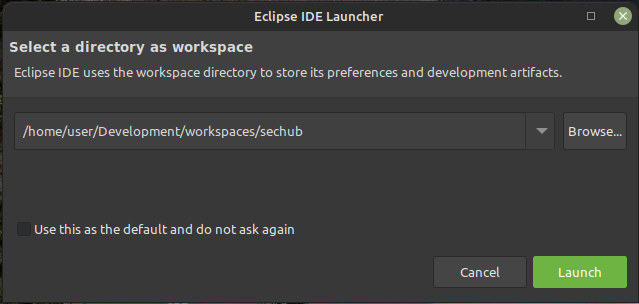 Eclipse IDE Launcher
Select a directory as workspace
Eclipse IDE uses the workspace directory to store its preferences and development artifacts.
/home/user/Development/workspaces/sechub
Browse...
Use this as the default and do not ask again
Cancel
Launch